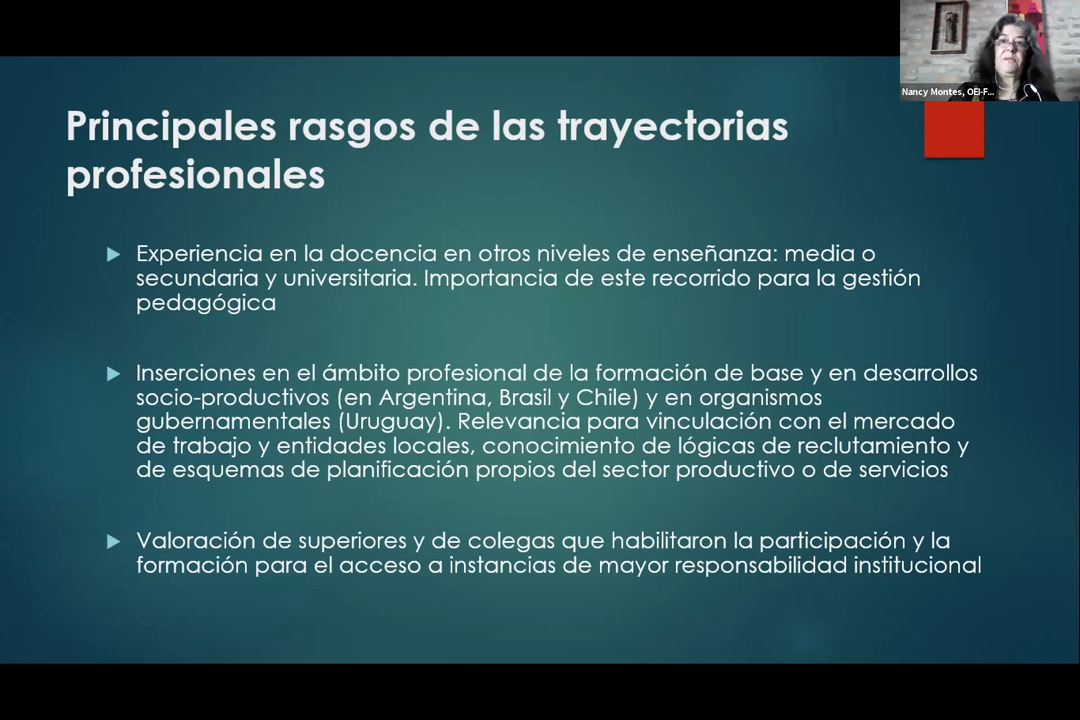 Nancy Montes, OEI-F...
Principales rasgos de las trayectorias
profesionales
Experiencia en la docencia en otros niveles de enseñanza: media o
secundaria y universitaria. Importancia de este recorrido para la gestión
pedagógica
Inserciones en el ámbito profesional de la formación de base y en desarrollos
socio-productivos (en Argentina, Brasil y Chile) y en organismos
gubernamentales (Uruguay). Relevancia para vinculación con el mercado
de trabajo y entidades locales, conocimiento de lógicas de reclutamiento y
de esquemas de planificación propios del sector productivo o de servicios
Valoración de superiores y de colegas que habilitaron la participación y la
formación para el acceso a instancias de mayor responsabilidad institucional